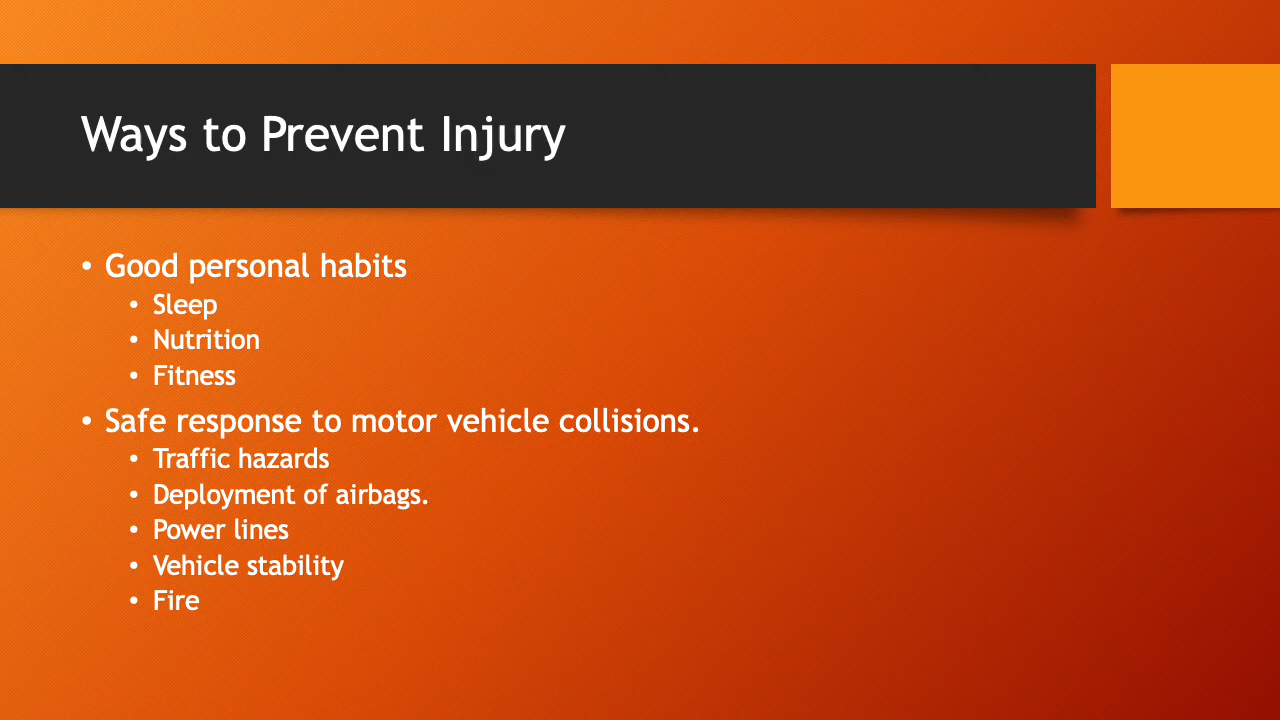 Ways to Prevent Injury
• Good personal habits
• Sleep
• Nutrition
• Fitness
• Safe response to motor vehicle collisions.
• Traffic hazards
• Deployment of airbags.
• Power lines
• Vehicle stability
• Fire